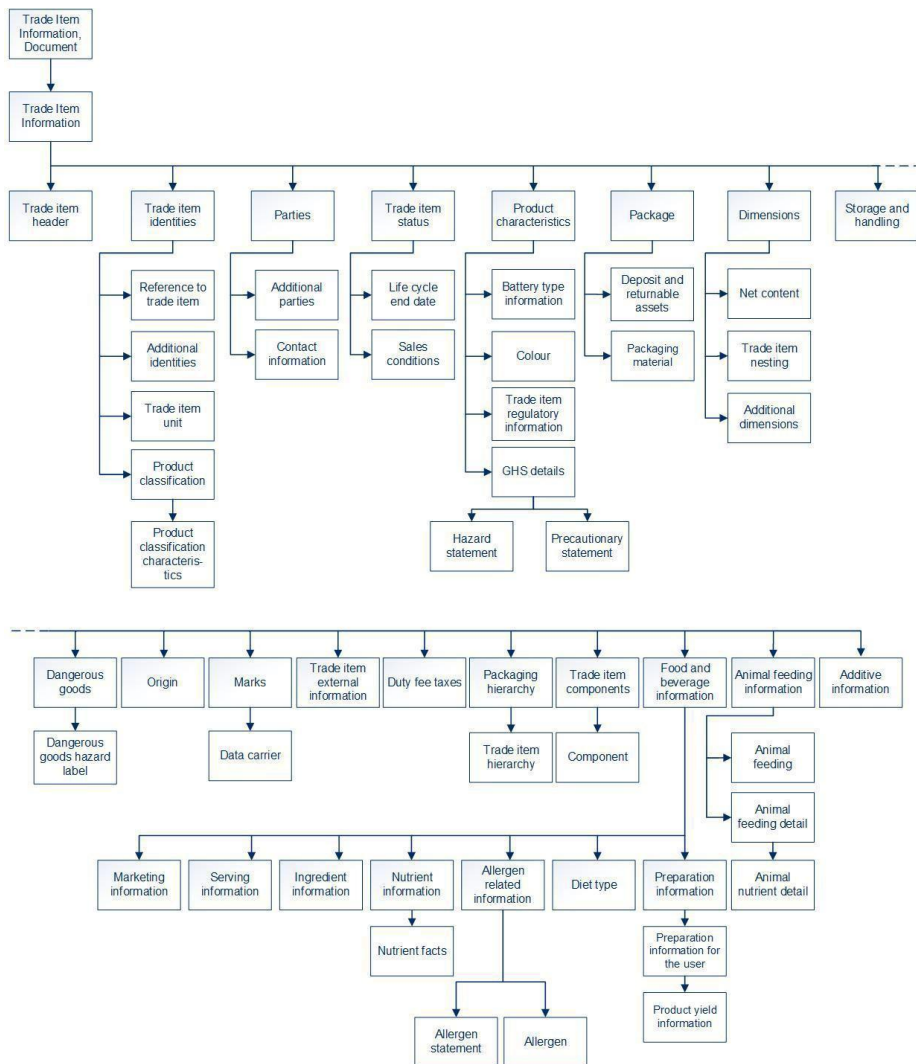 Trade Item
Information,
Document
Trade Item
Information
Trade item
header
Trade item
identities
Parties
Trade item
status
Product
characteristics
Package
Dimensions
Storage and
handling
Reference to
trade item
Additional
identities
Trade item
unit
Product
classification
Product
classification
characteris-
tics
Additional
parties
Contact
information
Life cycle
end date
Sales
conditions
Battery type
information
Colour
Trade item
regulatory
information
GHS details
Hazard
statement
Precautionary
statement
Deposit and
returnable
assets
Packaging
material
Net content
Trade item
nesting
Additional
dimensions
Dangerous
goods
Origin
Marks
Trade item
external
information
Duty fee taxes
Packaging
hierarchy
Trade item
components
Food and
beverage
information
Animal feeding
information
Additive
information
Dangerous
goods hazard
label
Data carrier
Trade item
hierarchy
Component
Animal
feeding
Animal
feeding detail
Animal
nutrient detail
Marketing
information
Serving
information
Ingredient
information
Nutrient
information
Allergen
related
information
Diet type
Preparation
information
Nutrient facts
Preparation
information for
the user
Product yield
information
Allergen
statement
Allergen